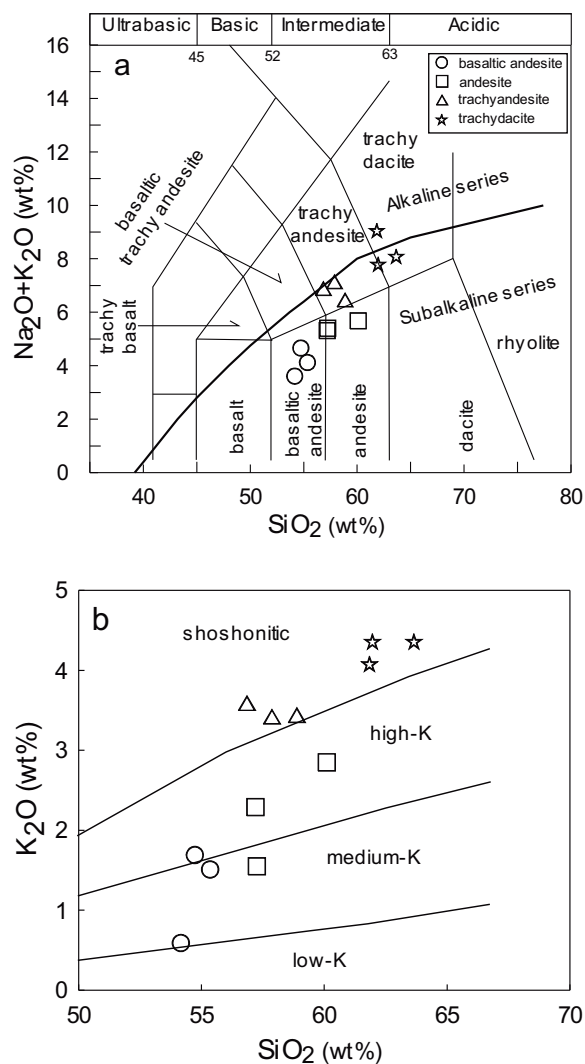 Ultrabasic Basic Intermediate Acidic
45 52 63
a
16
14
12
10
8
6
4
2
0
Na2O+K2O (wt%)
basaltic andesite
andesite
trachyandesite
trachydacite
trachy
dacite
Alkaline series
basaltic
trachy andesite
trachy
andesite
Subalkaline series
trachy
basalt
rhyolite
basalt
basaltic
andesite
andesite
dacite
40 50 60 70 80
SiO2 (wt%)
b
5
4
3
2
1
0
K2O (wt%)
shoshonitic
high-K
medium-K
low-K
50 55 60 65 70
SiO2 (wt%)